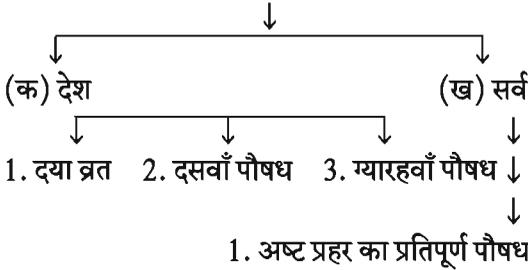 (क) देश (ख) सर्व
1. दया व्रत 2. दसवाँ पौषध 3. ग्यारहवाँ पौषध
1. अष्ट प्रहर का प्रतिपूर्ण पौषध